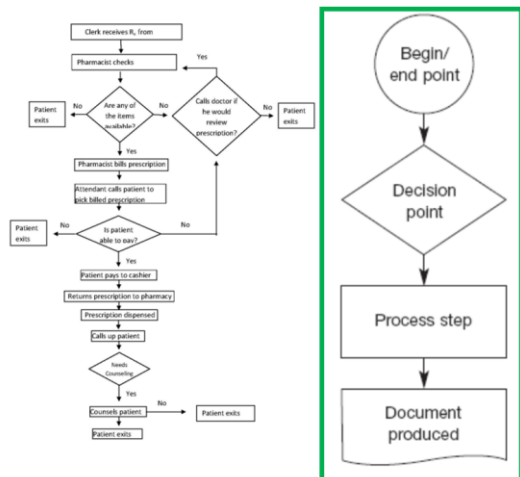 Clerk receives Rx from
Pharmacist checks
Yes
Are any of
the items
available?
No
Patient
exits
No
Calls doctor if
he would
review
prescription?
No
Patient
exits
Yes
Pharmacist bills prescription
Attendant calls patient to
pick billed prescription
Is patient
able to pay?
No
Patient
exits
No
Yes
Patient pays to cashier
Returns prescription to pharmacy
Prescription dispensed
Calls up patient
Needs
Counseling
Yes
Counsels patient
No
Patient exits
Patient exits
Begin/
end point
Decision
point
Process step
Document
produced